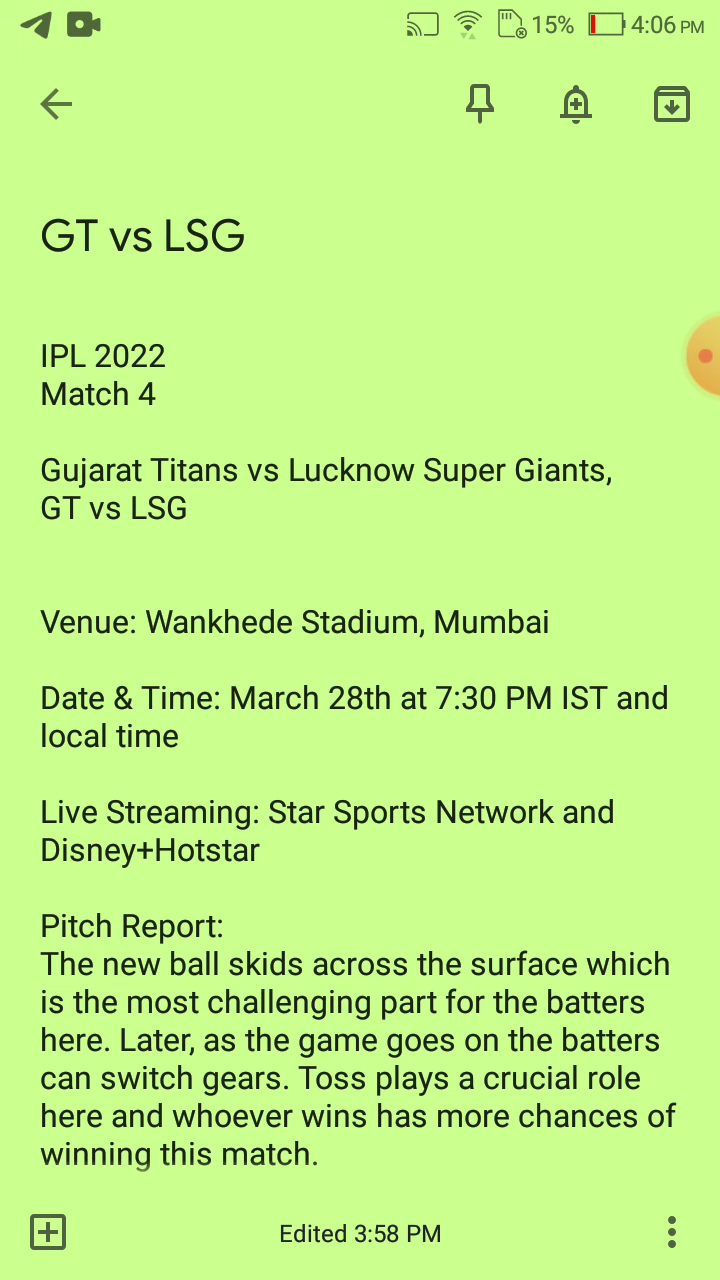 15% 4:06 PM
GT vs LSG
IPL 2022
Match 4
Gujarat Titans vs Lucknow Super Giants,
GT vs LSG
Venue: Wankhede Stadium, Mumbai
Date & Time: March 28th at 7:30 PM IST and
local time
Live Streaming: Star Sports Network and
Disney+Hotstar
Pitch Report:
The new ball skids across the surface which
is the most challenging part for the batters
here. Later, as the game goes on the batters
can switch gears. Toss plays a crucial role
here and whoever wins has more chances of
winning this match.
Edited 3:58 PM